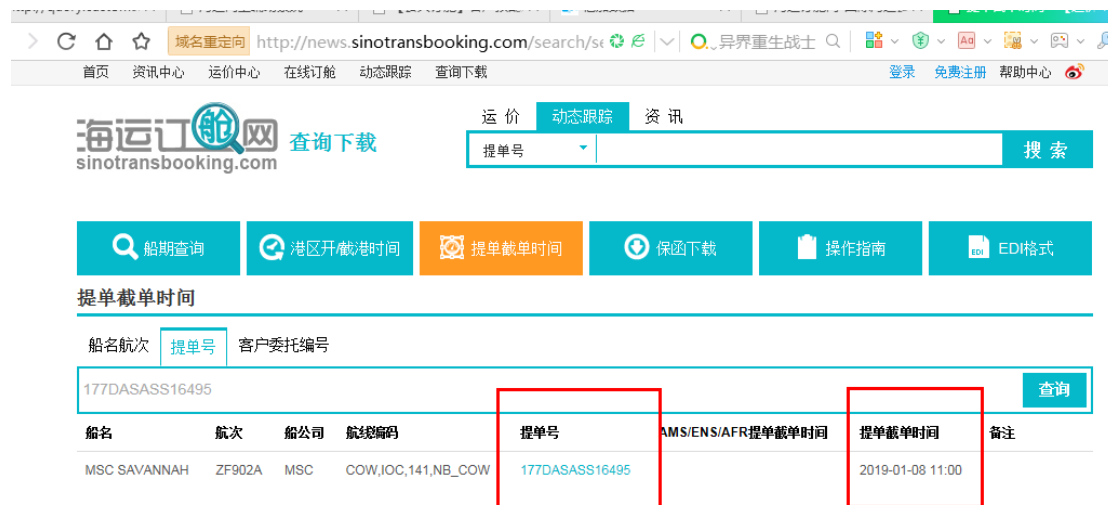 域名重定向 http://news.sinotransbooking.com/search/se 异界重生战士
首页 资讯中心 运价中心 在线订舱 动态跟踪 查询下载 登录 免费注册 帮助中心
运 价 动态跟踪 资 讯
海运订舱网 查询下载
sinotransbooking.com
提单号 搜 索
船期查询 港区开/截港时间 提单截单时间 保函下载 操作指南 EDI EDI格式
提单截单时间
船名航次 提单号 客户委托编号
177DASASS16495 查询
船名 航次 船公司 航线编码 提单号 AMS/ENS/AFR提单截单时间 提单截单时间 备注
MSC SAVANNAH ZF902A MSC COW,IOC,141,NB_COW 177DASASS16495 2019-01-08 11:00